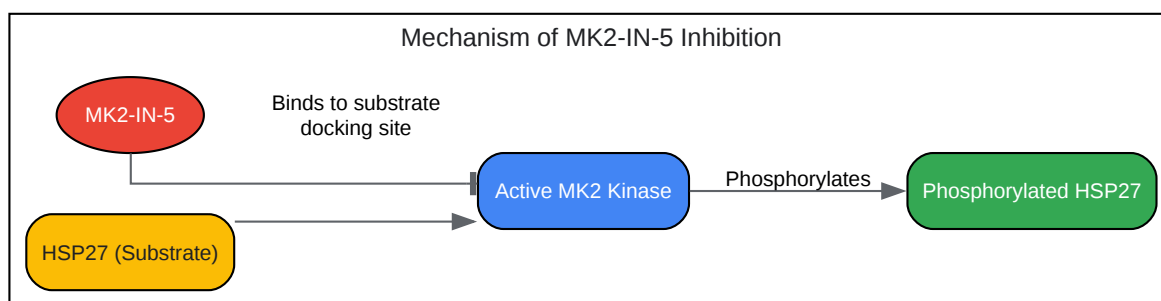 Mechanism of MK2-IN-5 Inhibition
MK2-IN-5
Binds to substrate
docking site
Active MK2 Kinase
Phosphorylates
Phosphorylated HSP27
HSP27 (Substrate)